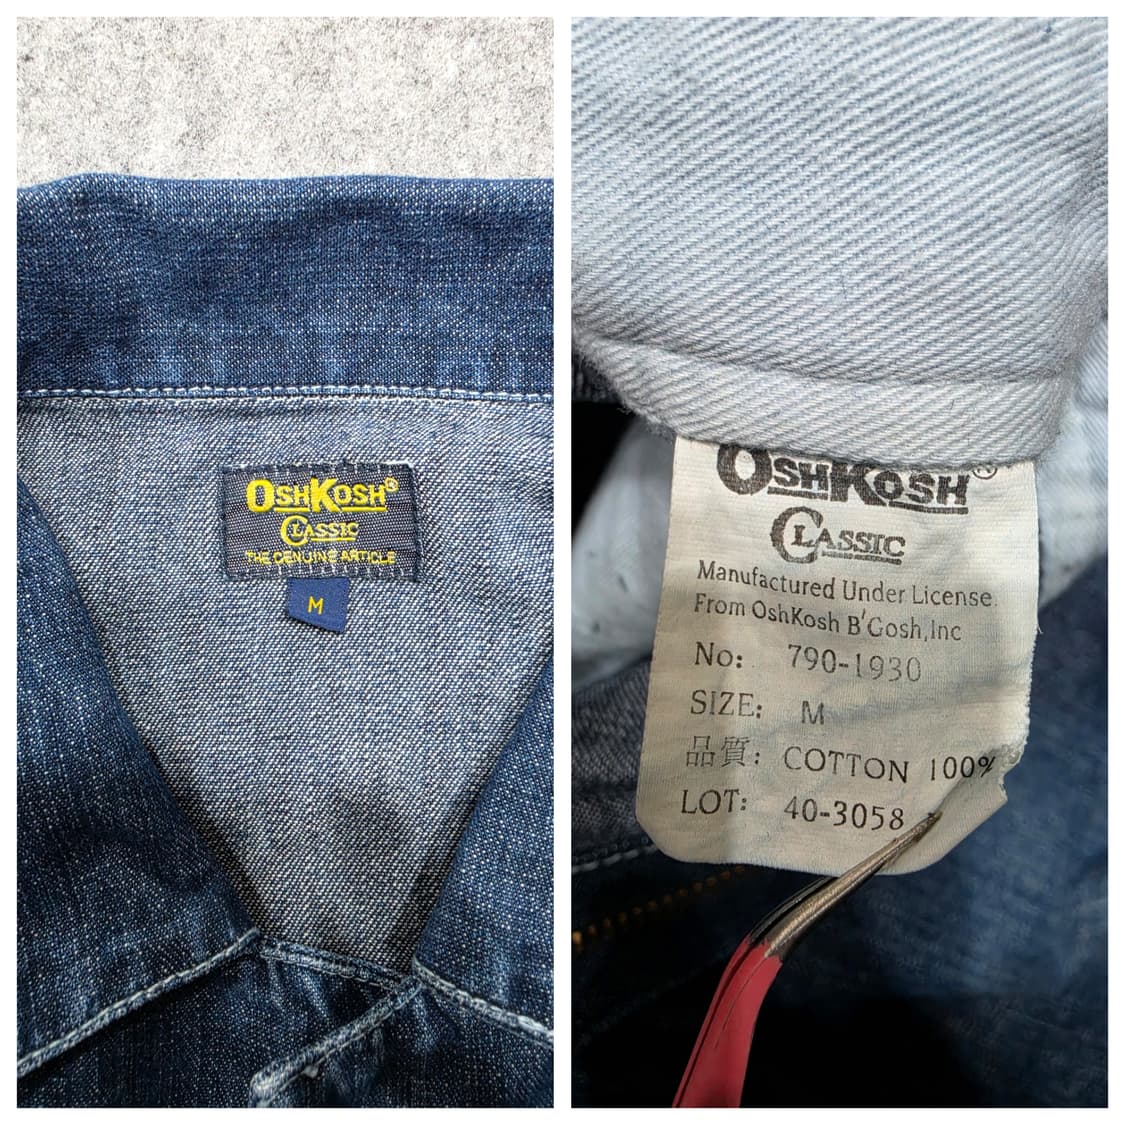 OSHKOSH®
CLASSIC
THE GENUINE ARTICLE
M
OSHKOSH®
CLASSIC
Manufactured Under License.
From OshKosh B'Gosh,Inc
No: 790-1930
SIZE: M
品質: COTTON 100%
LOT: 40-3058